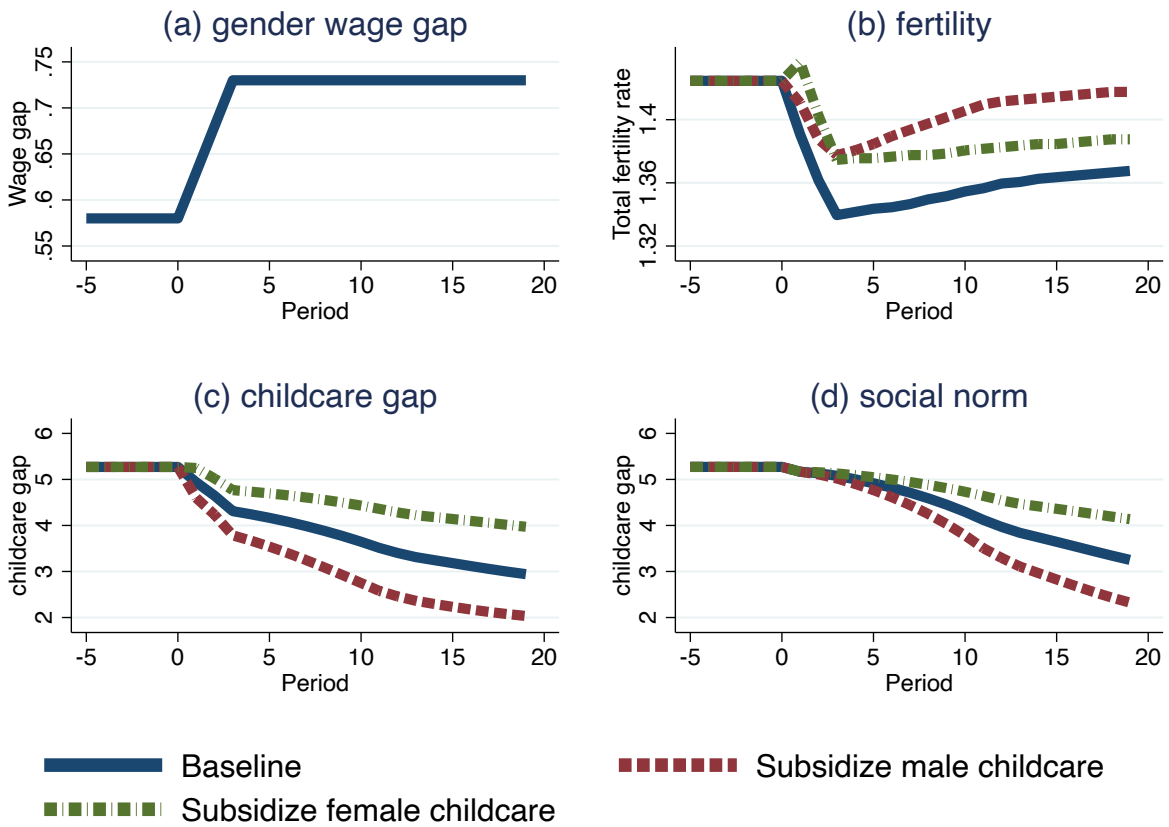 (a) gender wage gap
Wage gap
.75
.7
.65
.6
.55
-5 0 5 10 15 20
Period
(b) fertility
Total fertility rate
1.4
1.36
1.32
-5 0 5 10 15 20
Period
(c) childcare gap
childcare gap
6
5
4
3
2
-5 0 5 10 15 20
Period
(d) social norm
childcare gap
6
5
4
3
2
-5 0 5 10 15 20
Period
Baseline
Subsidize male childcare
Subsidize female childcare